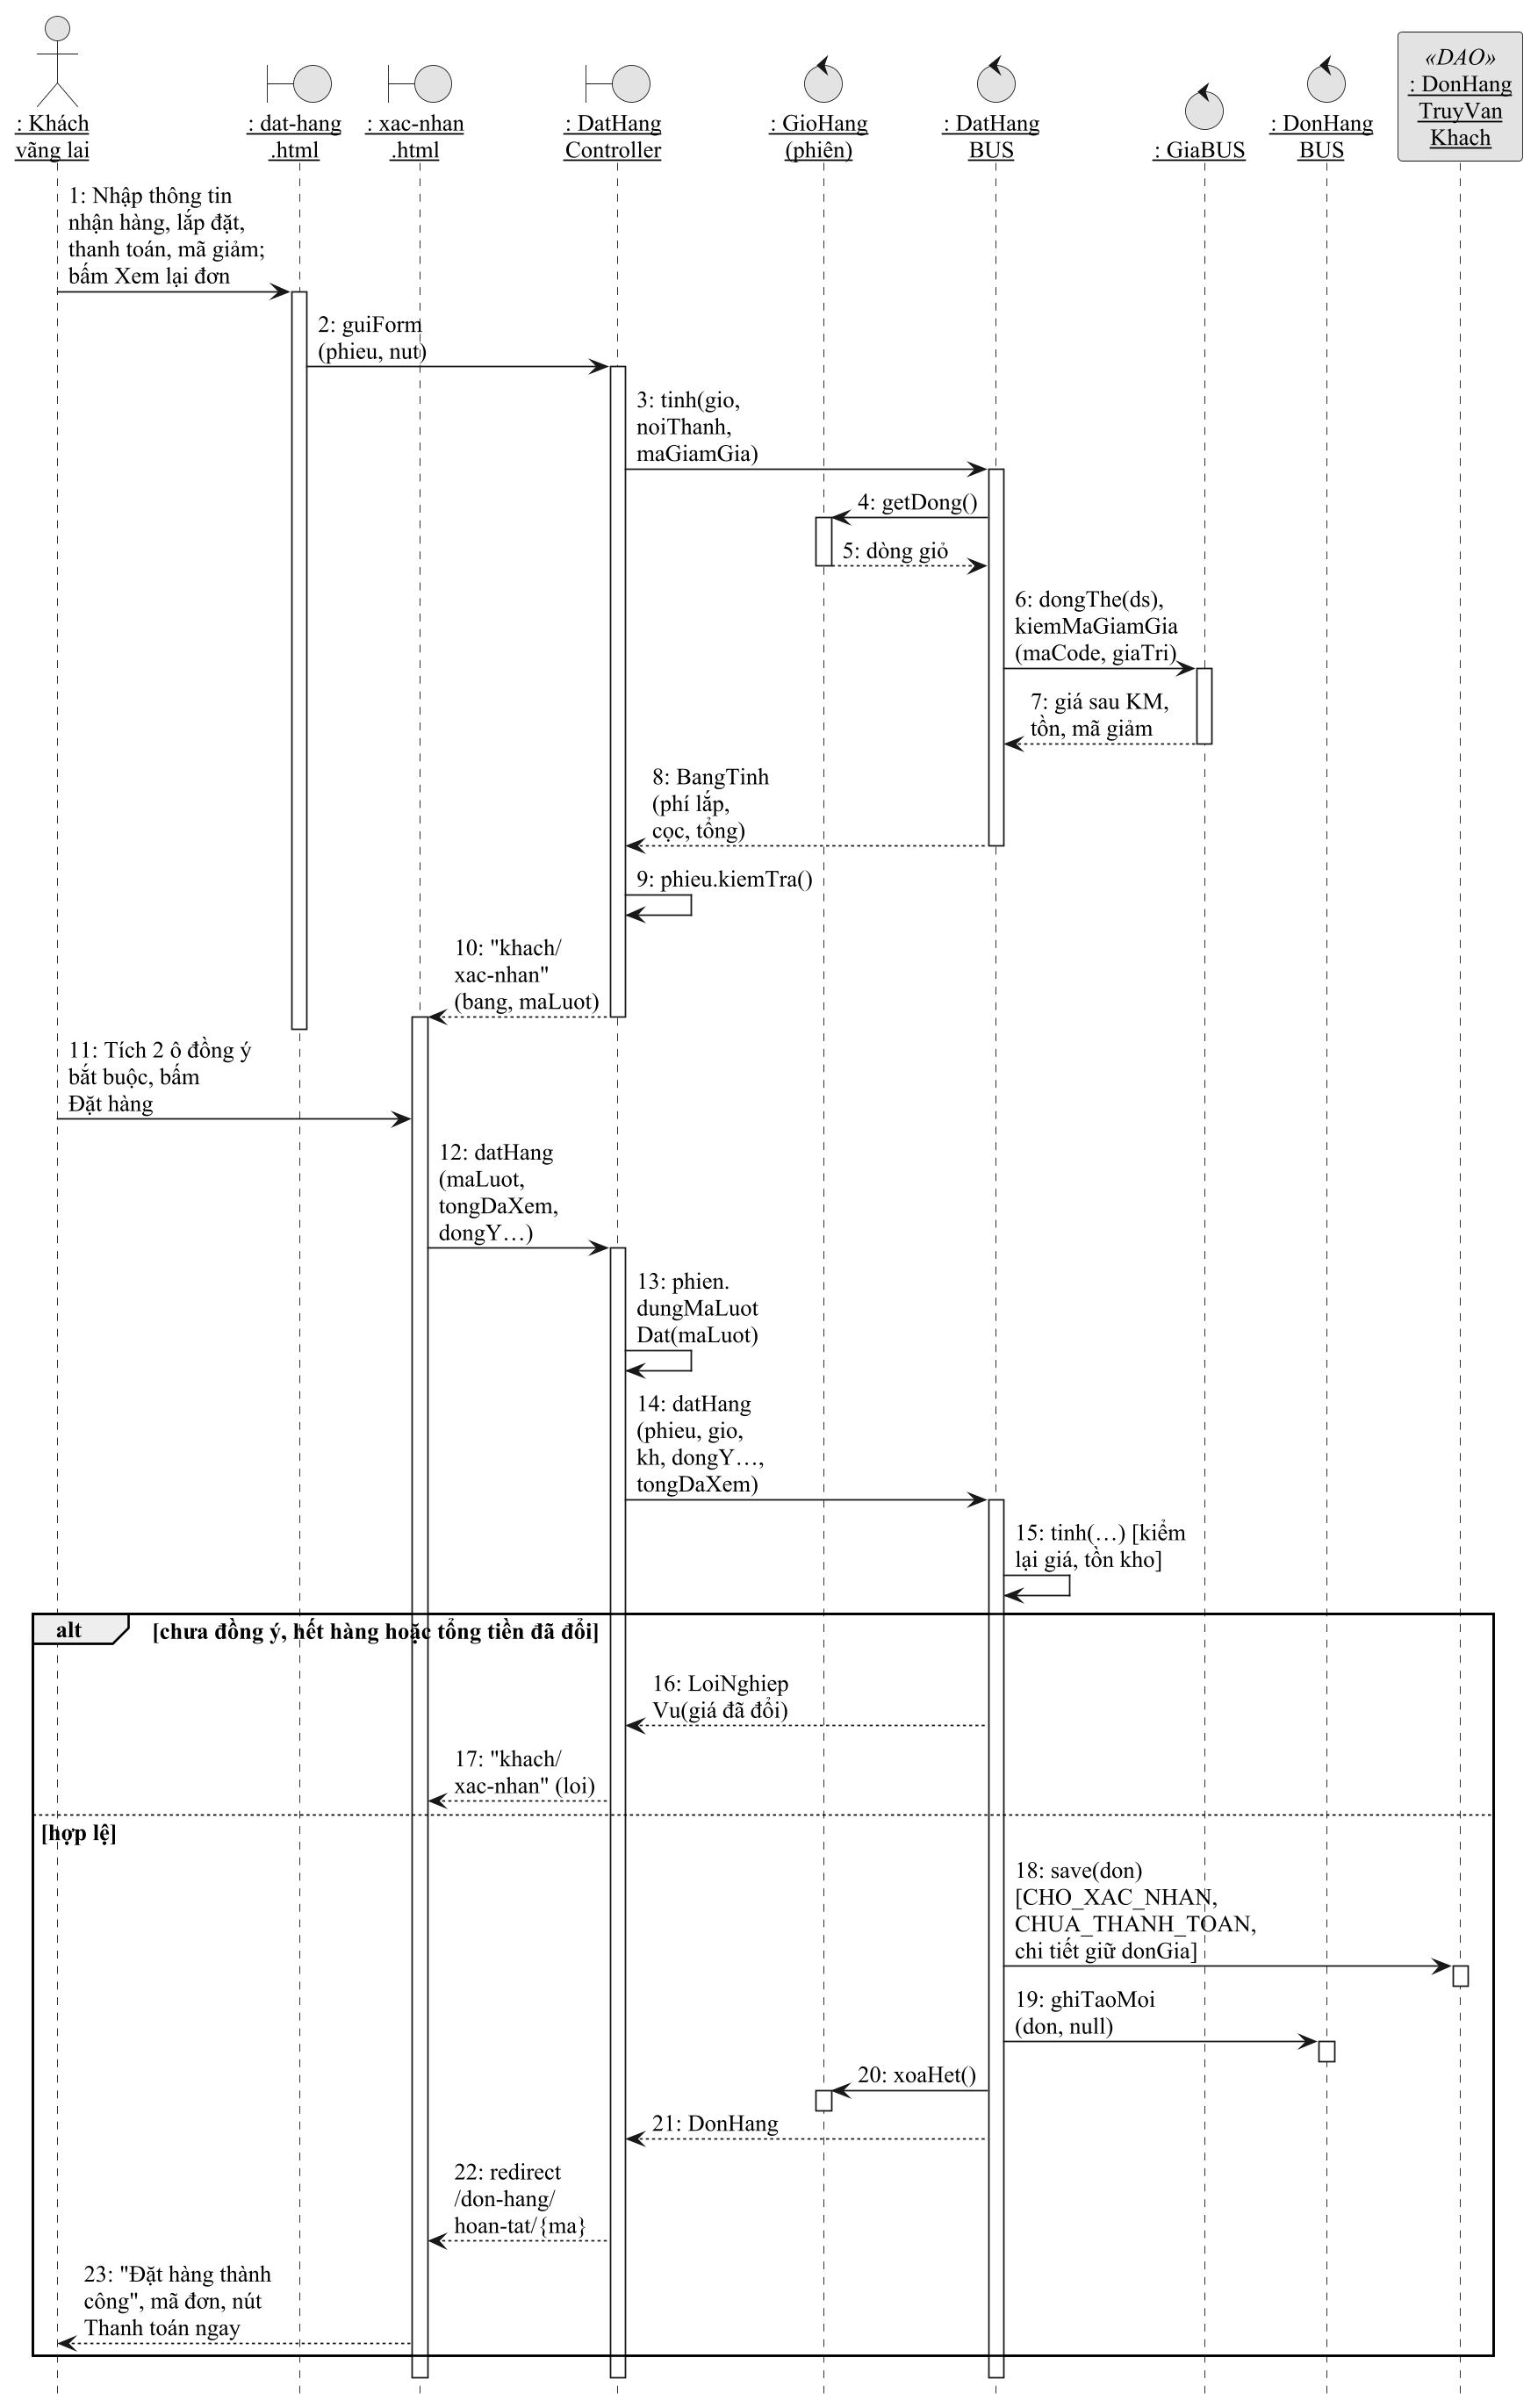 : Khách
vãng lai
: dat-hang
.html
: xac-nhan
.html
: DatHang
Controller
: GioHang
(phiên)
: DatHang
BUS
: GiaBUS
: DonHang
BUS
«DAO»
: DonHang
TruyVan
Khach
1: Nhập thông tin
nhận hàng, lắp đặt,
thanh toán, mã giảm;
bấm Xem lại đơn
2: guiForm
(phieu, nut)
3: tinh(gio,
noiThanh,
maGiamGia)
4: getDong()
5: dòng giỏ
6: dongThe(ds),
kiemMaGiamGia
(maCode, giaTri)
7: giá sau KM,
tồn, mã giảm
8: BangTinh
(phí lắp,
cọc, tổng)
9: phieu.kiemTra()
10: "khach/
xac-nhan"
(bang, maLuot)
11: Tích 2 ô đồng ý
bắt buộc, bấm
Đặt hàng
12: datHang
(maLuot,
tongDaXem,
dongY…)
13: phien.
dungMaLuot
Dat(maLuot)
14: datHang
(phieu, gio,
kh, dongY…,
tongDaXem)
15: tinh(…) [kiểm
lại giá, tồn kho]
alt [chưa đồng ý, hết hàng hoặc tổng tiền đã đổi]
16: LoiNghiep
Vu(giá đã đổi)
17: "khach/
xac-nhan" (loi)
[hợp lệ]
18: save(don)
[CHO_XAC_NHAN,
CHUA_THANH_TOAN,
chi tiết giữ donGia]
19: ghiTaoMoi
(don, null)
20: xoaHet()
21: DonHang
22: redirect
/don-hang/
hoan-tat/{ma}
23: "Đặt hàng thành
công", mã đơn, nút
Thanh toán ngay